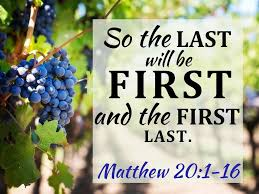 So the LAST
will be
FIRST
and the FIRST
LAST.
Matthew 20:1-16